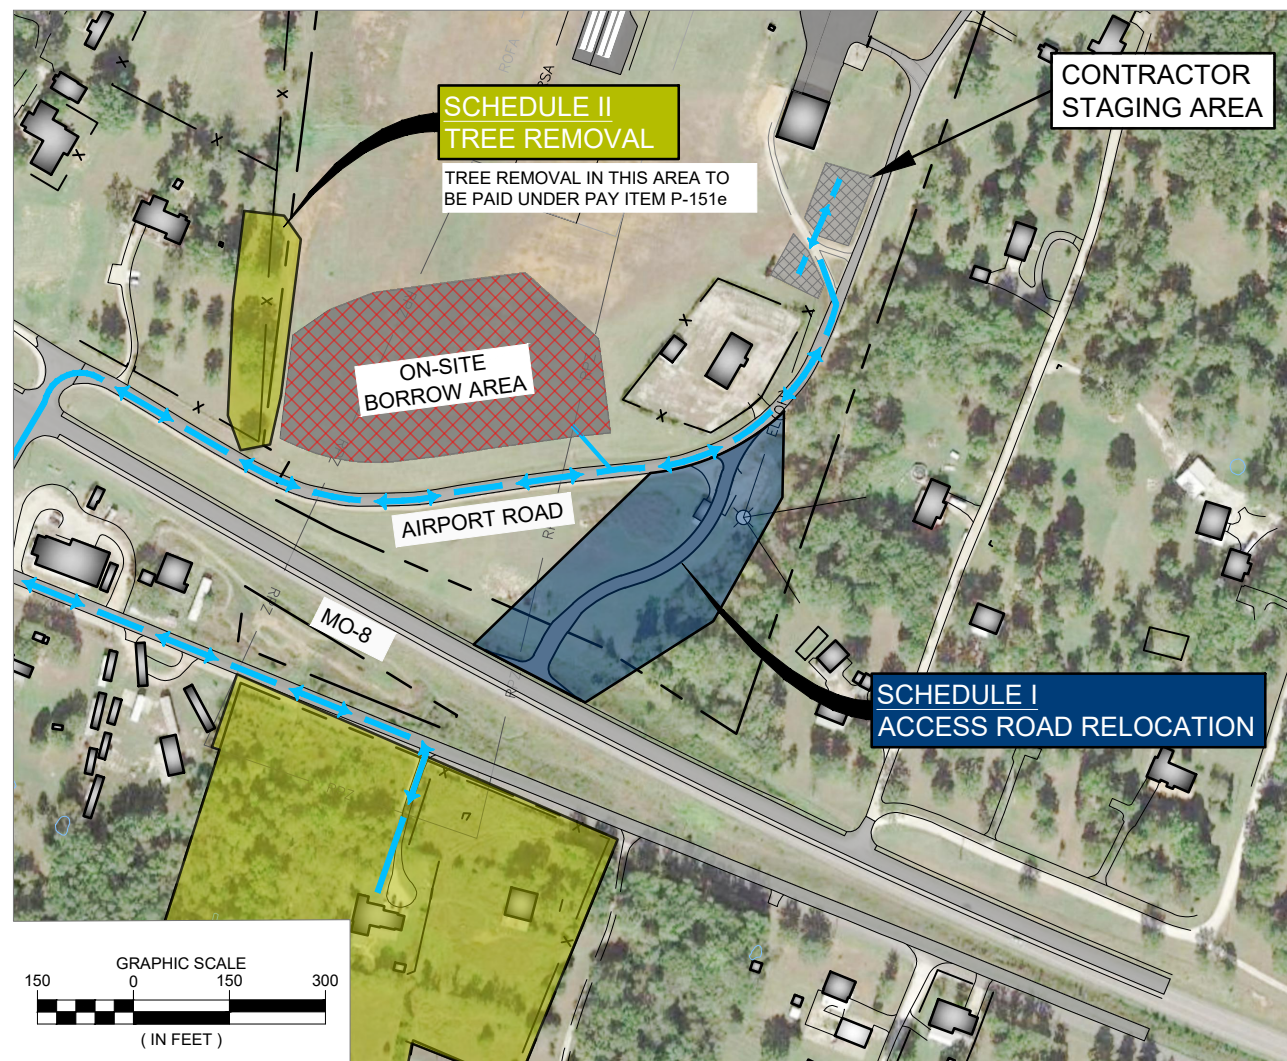 CONTRACTOR
STAGING AREA
SCHEDULE II
TREE REMOVAL
TREE REMOVAL IN THIS AREA TO
BE PAID UNDER PAY ITEM P-151e
ROFA
ON-SITE
BORROW AREA
AIRPORT ROAD
MO-8
RPZ
SCHEDULE I
ACCESS ROAD RELOCATION
GRAPHIC SCALE
150 0 150 300
( IN FEET )